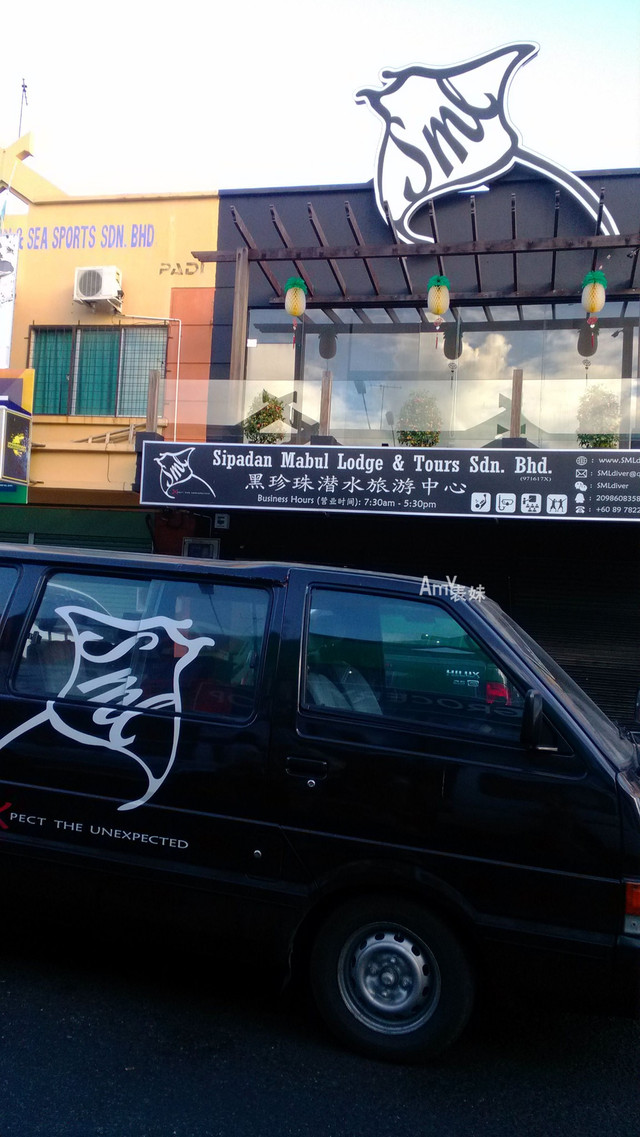 SML
& SEA SPORTS SDN. BHD
PADI
Sipadan Mabul Lodge & Tours Sdn. Bhd.
(971617X)
黑珍珠潜水旅游中心
Business Hours (营业时间): 7:30am - 5:30pm
: www.SMLd
: SMLdiver@
: SMLdiver
: 2098608358
: +60 89 7822
AmY表妹
HILUX
SML
XPECT THE UNEXPECTED